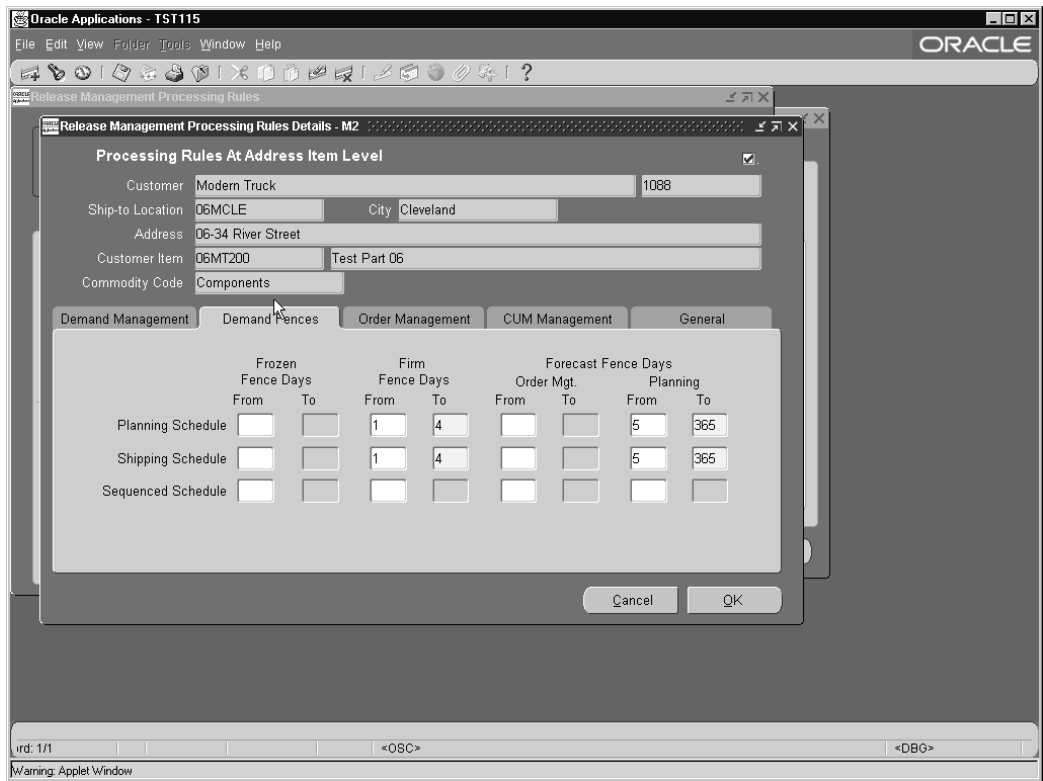 Oracle Applications - TST115
File Edit View Folder Tools Window Help
ORACLE
Release Management Processing Rules
Release Management Processing Rules Details - M2
Processing Rules At Address Item Level
Customer Modern Truck 1088
Ship-to Location 06MCLE City Cleveland
Address 06-34 River Street
Customer Item 06MT200 Test Part 06
Commodity Code Components
Demand Management Demand Fences Order Management CUM Management General
Frozen Firm Forecast Fence Days
Fence Days Fence Days Order Mgt. Planning
From To From To From To From To
Planning Schedule 1 4 5 365
Shipping Schedule 1 4 5 365
Sequenced Schedule
Cancel OK
ord: 1/1 <OSC> <DBG>
Warning: Applet Window